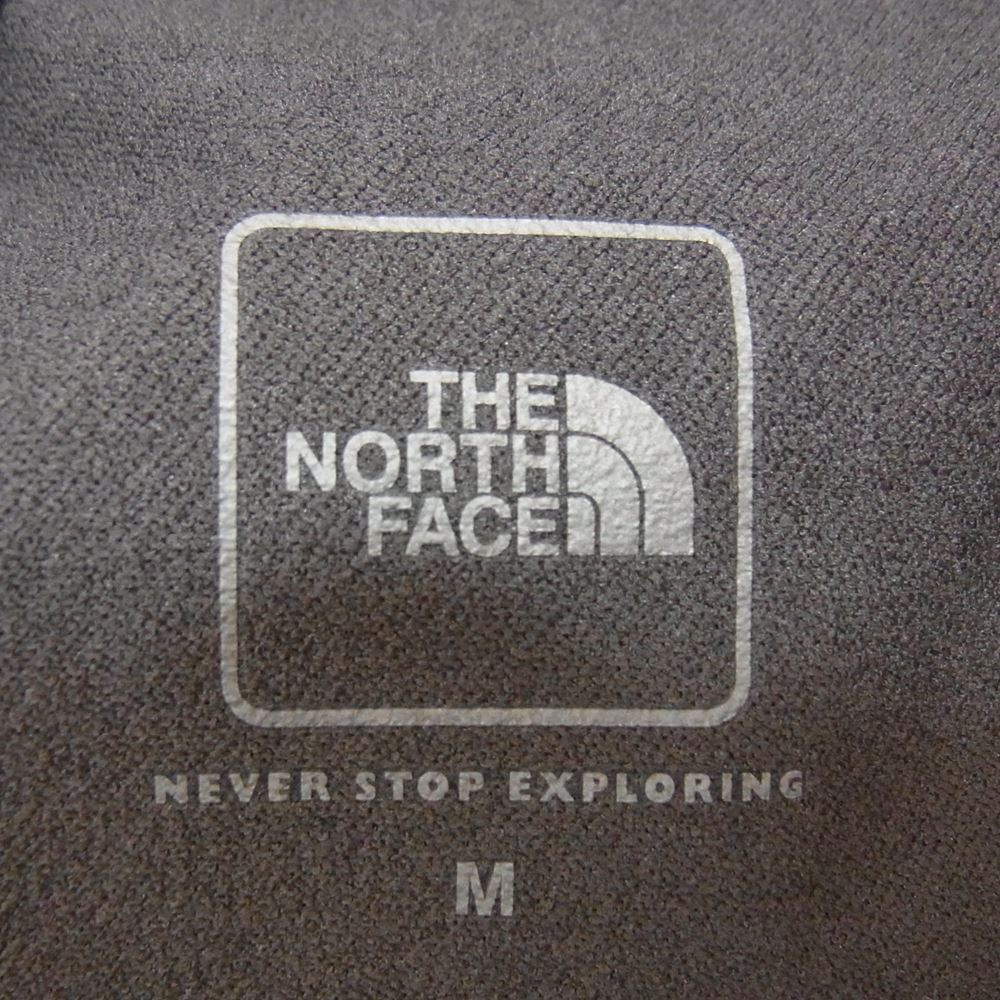 THE
NORTH
FACE
NEVER STOP EXPLORING
M